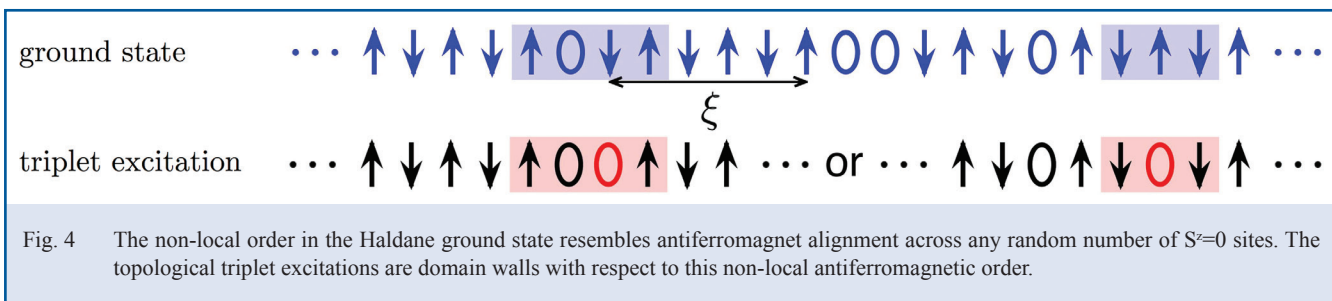 ground state ··· ↑ ↓ ↑ ↓ ↑ O ↓ ↑ ↓ ↑ ↓ ↑ O O ↓ ↑ ↓ O ↑ ↓ ↑ ↓ ↑ ···
ξ
triplet excitation ··· ↑ ↓ ↑ ↓ ↑ O O ↑ ↓ ↑ ··· or ··· ↑ ↓ O ↑ ↓ O ↓ ↑ ···
Fig. 4 The non-local order in the Haldane ground state resembles antiferromagnet alignment across any random number of S^z=0 sites. The
topological triplet excitations are domain walls with respect to this non-local antiferromagnetic order.